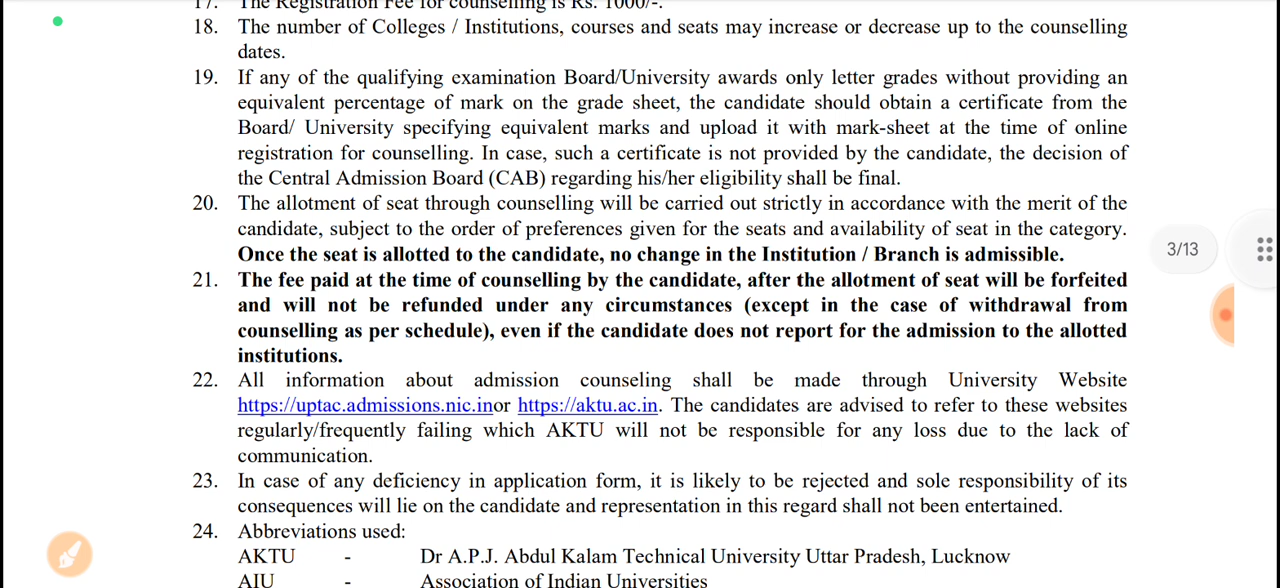 17. The Registration Fee for counselling is Rs. 1000/-.
18. The number of Colleges / Institutions, courses and seats may increase or decrease up to the counselling
dates.
19. If any of the qualifying examination Board/University awards only letter grades without providing an
equivalent percentage of mark on the grade sheet, the candidate should obtain a certificate from the
Board/ University specifying equivalent marks and upload it with mark-sheet at the time of online
registration for counselling. In case, such a certificate is not provided by the candidate, the decision of
the Central Admission Board (CAB) regarding his/her eligibility shall be final.
20. The allotment of seat through counselling will be carried out strictly in accordance with the merit of the
candidate, subject to the order of preferences given for the seats and availability of seat in the category.
Once the seat is allotted to the candidate, no change in the Institution / Branch is admissible.
3/13
21. The fee paid at the time of counselling by the candidate, after the allotment of seat will be forfeited
and will not be refunded under any circumstances (except in the case of withdrawal from
counselling as per schedule), even if the candidate does not report for the admission to the allotted
institutions.
22. All information about admission counseling shall be made through University Website
https://uptac.admissions.nic.inor https://aktu.ac.in. The candidates are advised to refer to these websites
regularly/frequently failing which AKTU will not be responsible for any loss due to the lack of
communication.
23. In case of any deficiency in application form, it is likely to be rejected and sole responsibility of its
consequences will lie on the candidate and representation in this regard shall not been entertained.
24. Abbreviations used:
AKTU - Dr A.P.J. Abdul Kalam Technical University Uttar Pradesh, Lucknow
AIU - Association of Indian Universities